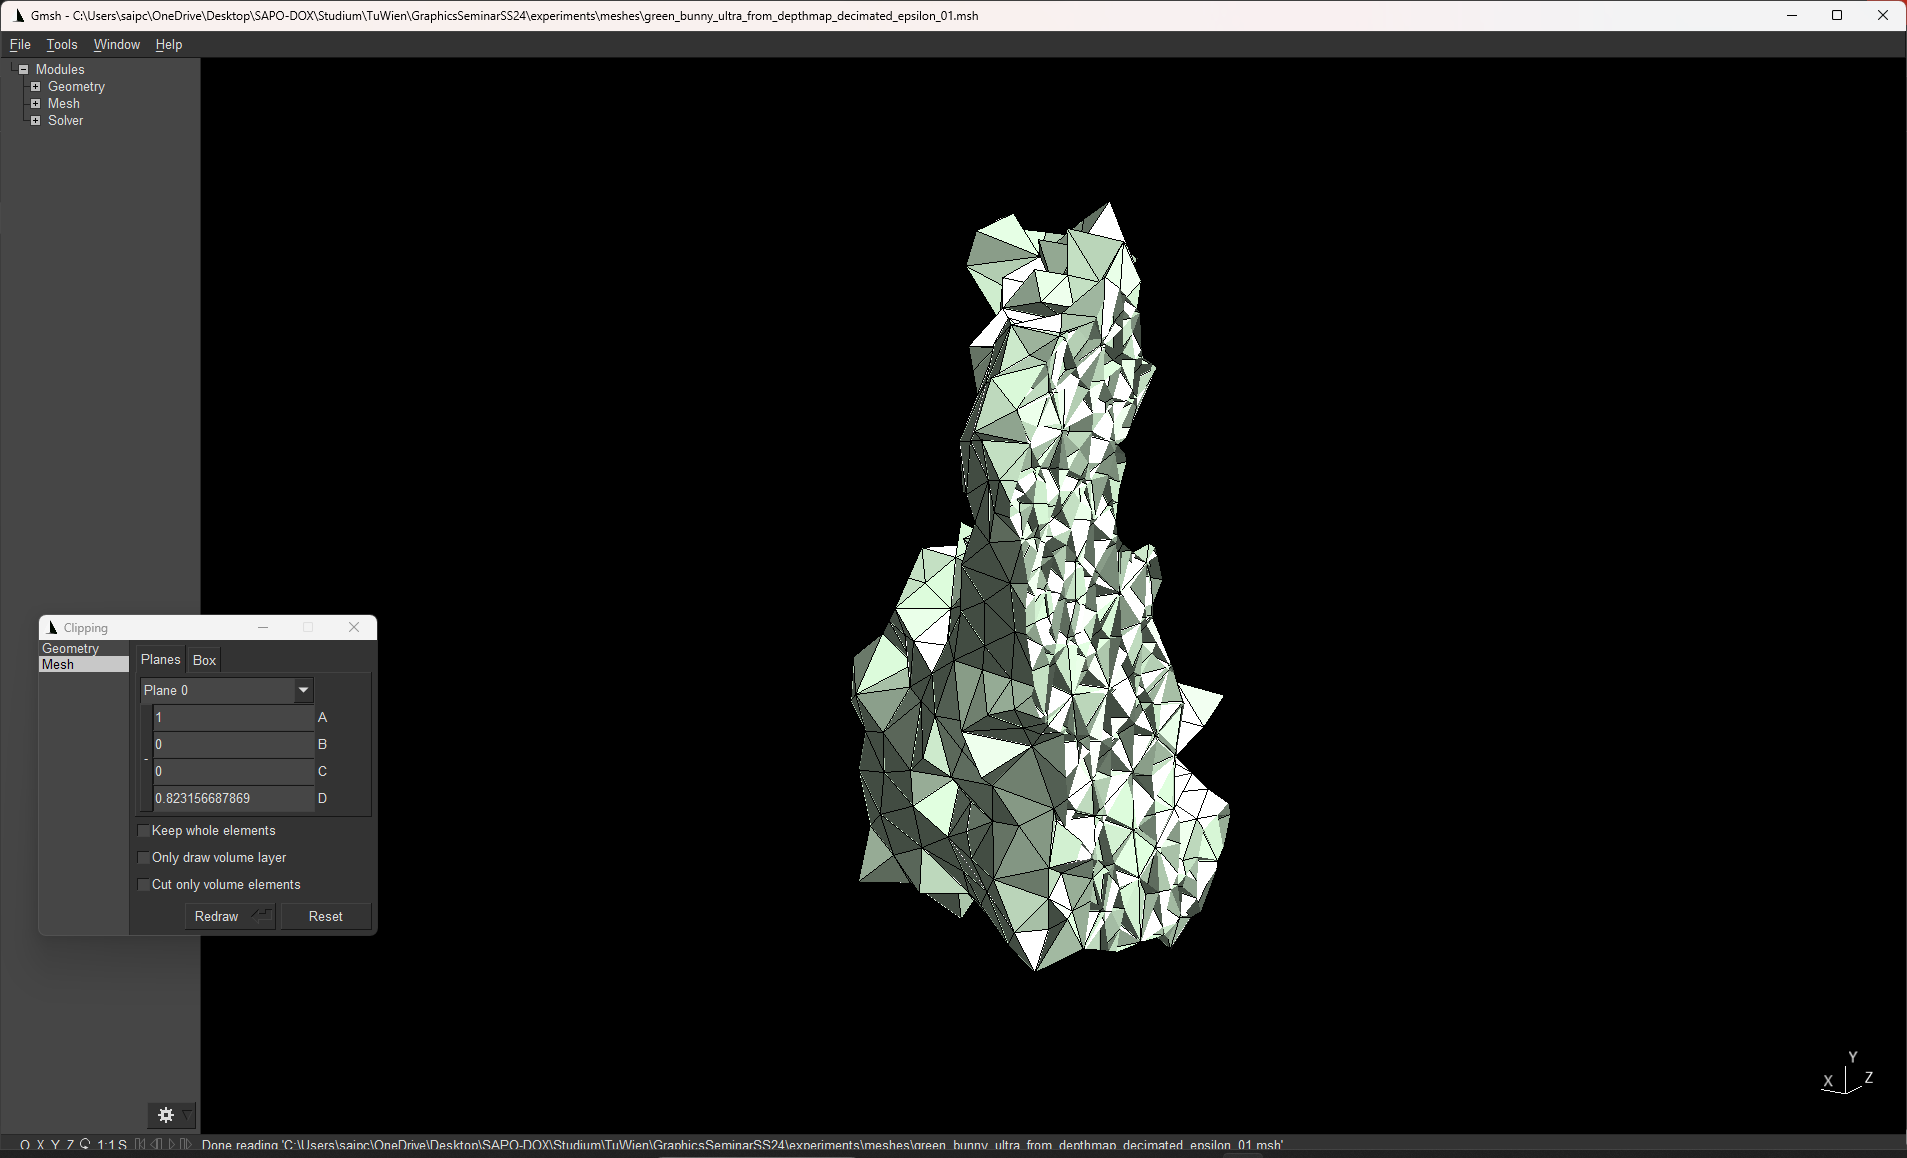 Gmsh - C:\Users\saipc\OneDrive\Desktop\SAPO-DOX\Studium\TuWien\GraphicsSeminarSS24\experiments\meshes\green_bunny_ultra_from_depthmap_decimated_epsilon_01.msh
File Tools Window Help
Modules
Geometry
Mesh
Solver
Clipping
Geometry
Mesh
Planes Box
Plane 0
1 A
0 B
0 C
0.823156687869 D
-
Keep whole elements
Only draw volume layer
Cut only volume elements
Redraw Reset
Y
X Z
O X Y Z 1:1 S Done reading 'C:\Users\saipc\OneDrive\Desktop\SAPO-DOX\Studium\TuWien\GraphicsSeminarSS24\experiments\meshes\green_bunny_ultra_from_depthmap_decimated_epsilon_01.msh'